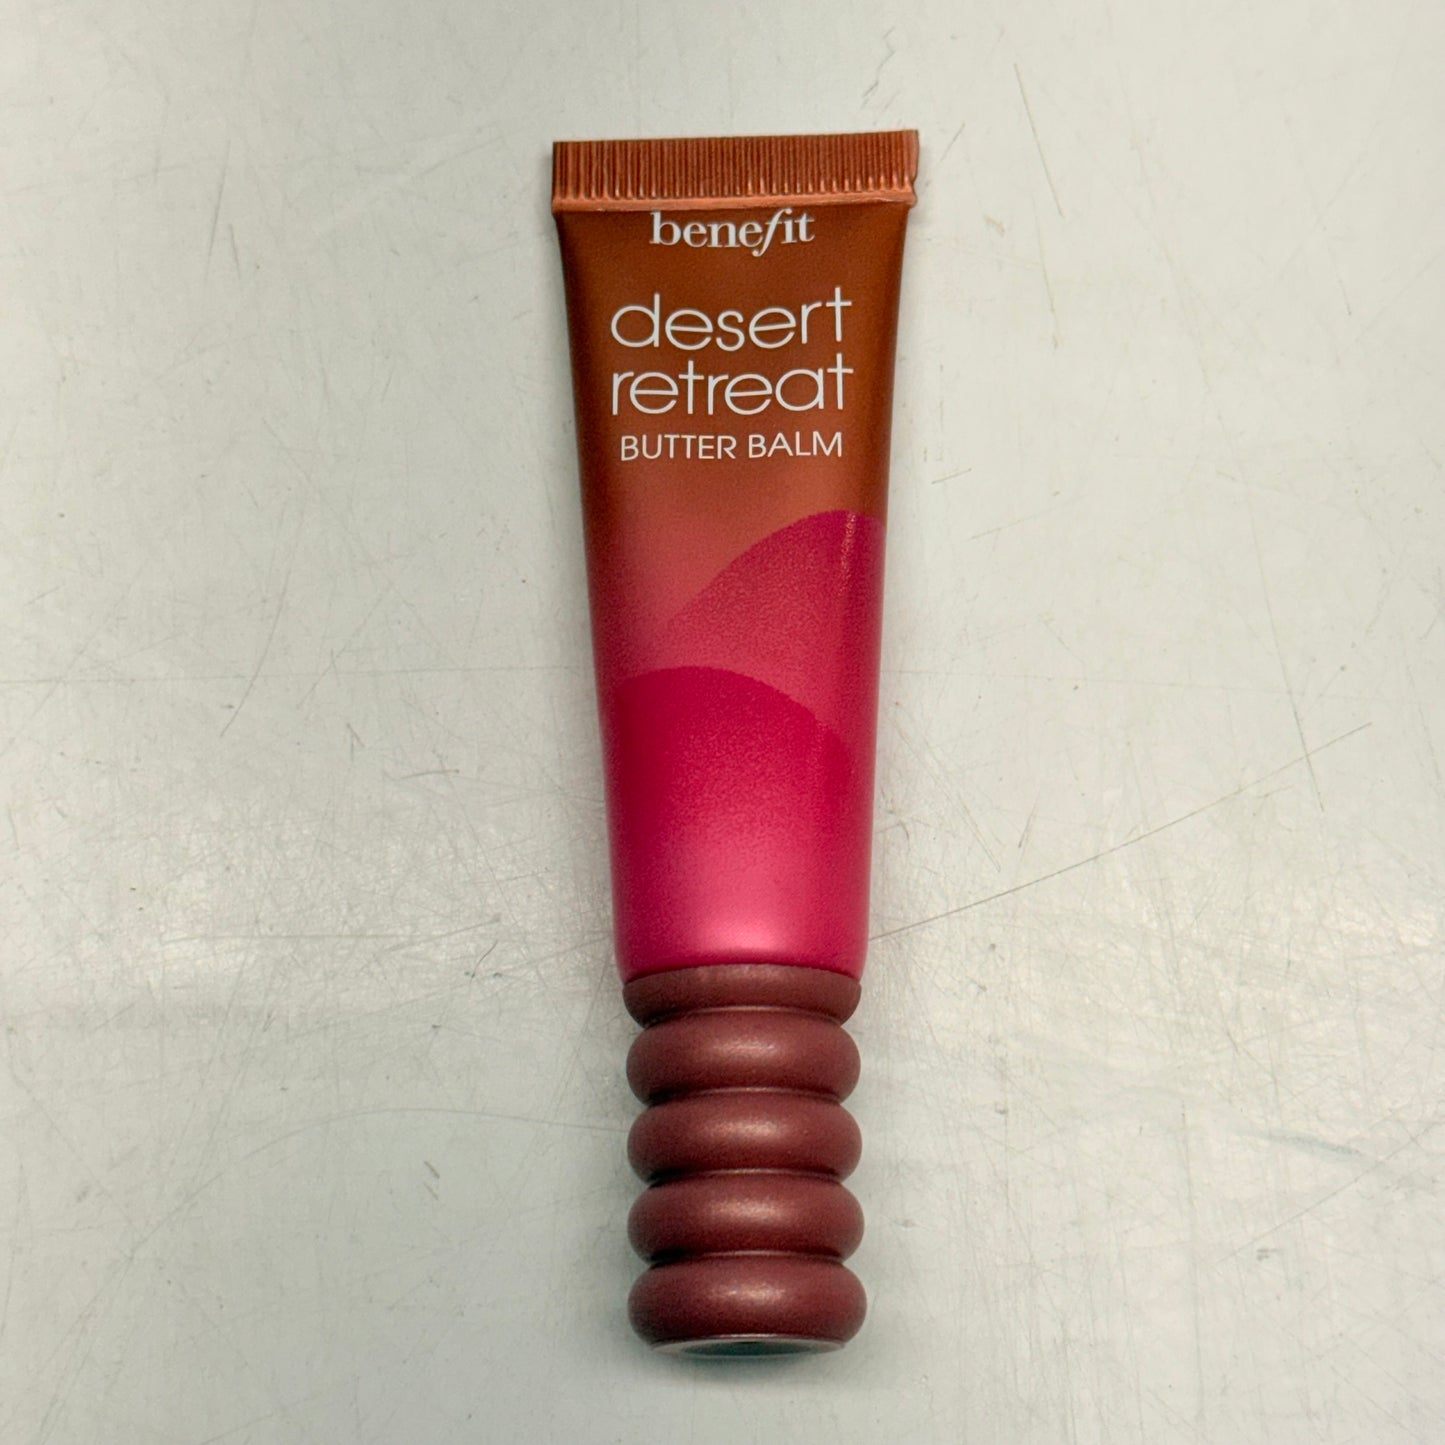 benefit
desert
retreat
BUTTER BALM